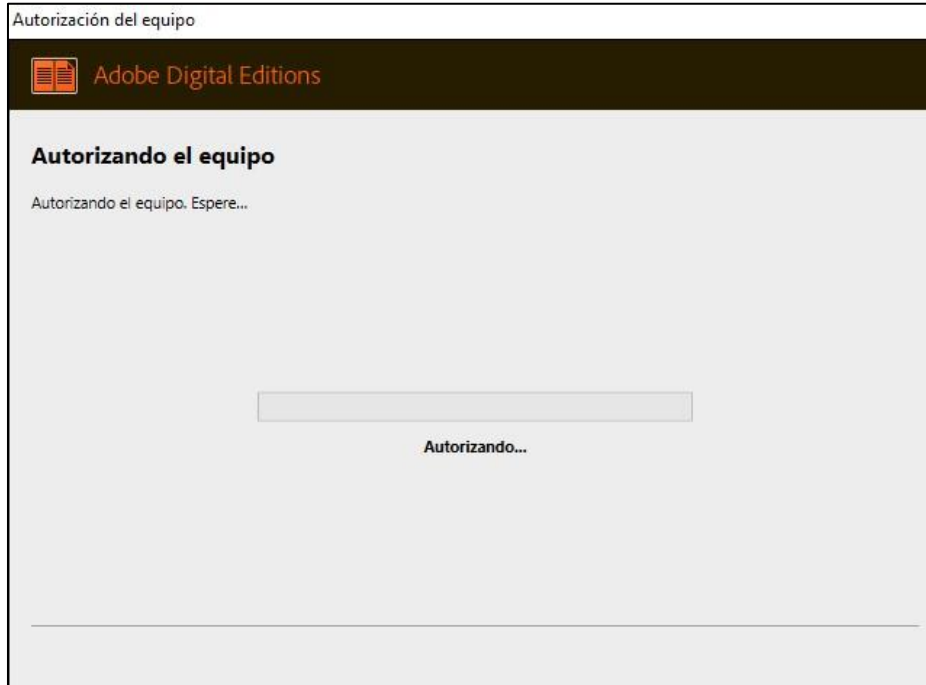 Autorización del equipo
Adobe Digital Editions
Autorizando el equipo
Autorizando el equipo. Espere...
Autorizando...